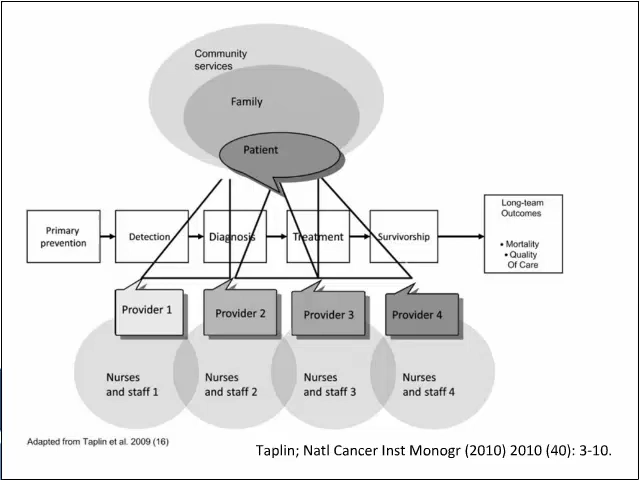 Community
services
Family
Patient
Primary
prevention
Detection
Diagnosis
Treatment
Survivorship
Long-team
Outcomes
• Mortality
• Quality
Of Care
Provider 1
Provider 2
Provider 3
Provider 4
Nurses
and staff 1
Nurses
and staff 2
Nurses
and staff 3
Nurses
and staff 4
Adapted from Taplin et al. 2009 (16)
Taplin; Natl Cancer Inst Monogr (2010) 2010 (40): 3-10.